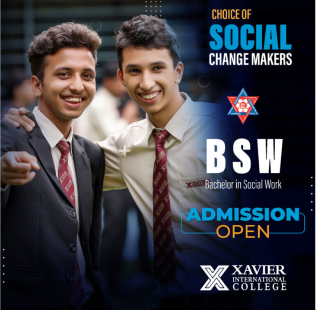 CHOICE OF
SOCIAL
CHANGE MAKERS
BSW
Bachelor in Social Work
ADMISSION
OPEN
XAVIER
INTERNATIONAL
COLLEGE